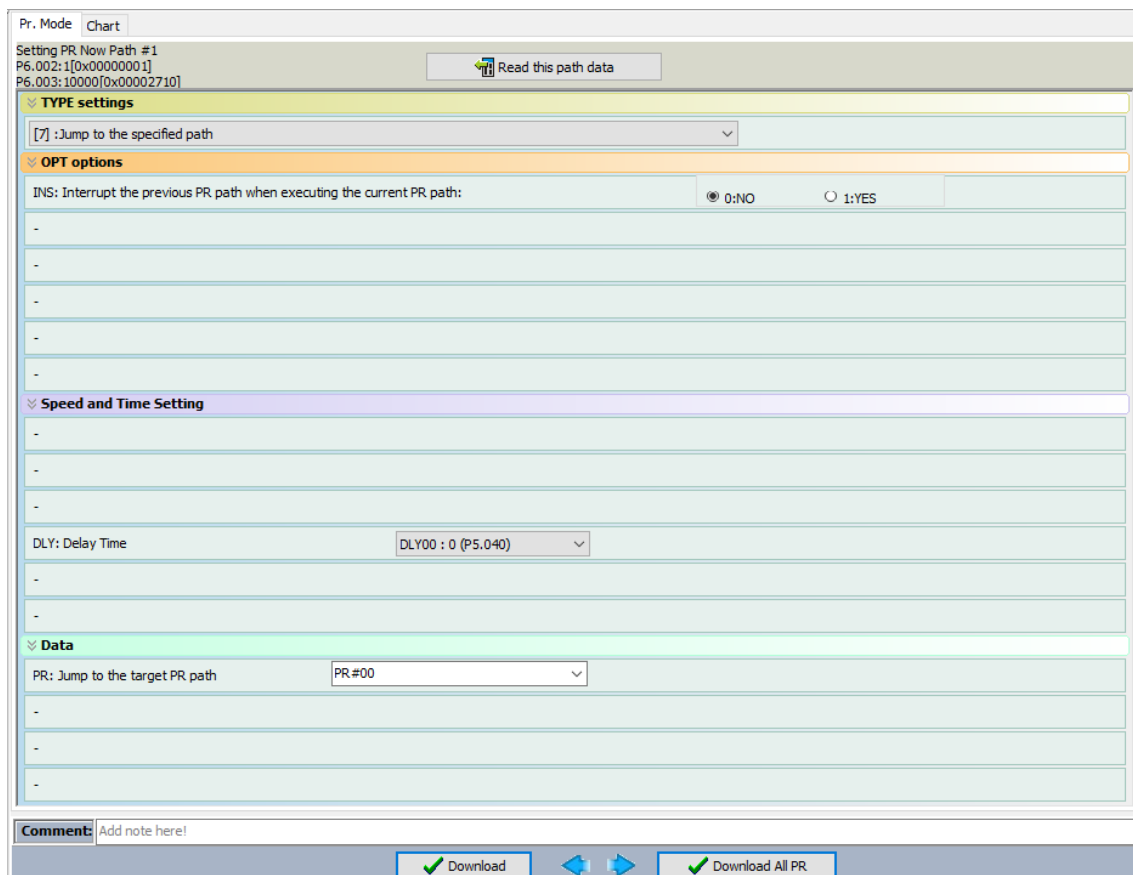 Pr. Mode Chart
Setting PR Now Path #1
P6.002:1[0x00000001]
P6.003:10000[0x00002710]
Read this path data
TYPE settings
[7] :Jump to the specified path
OPT options
INS: Interrupt the previous PR path when executing the current PR path: 0:NO 1:YES
-
-
-
-
-
Speed and Time Setting
-
-
-
DLY: Delay Time DLY00 : 0 (P5.040)
-
-
Data
PR: Jump to the target PR path PR#00
-
-
-
Comment: Add note here!
Download Download All PR